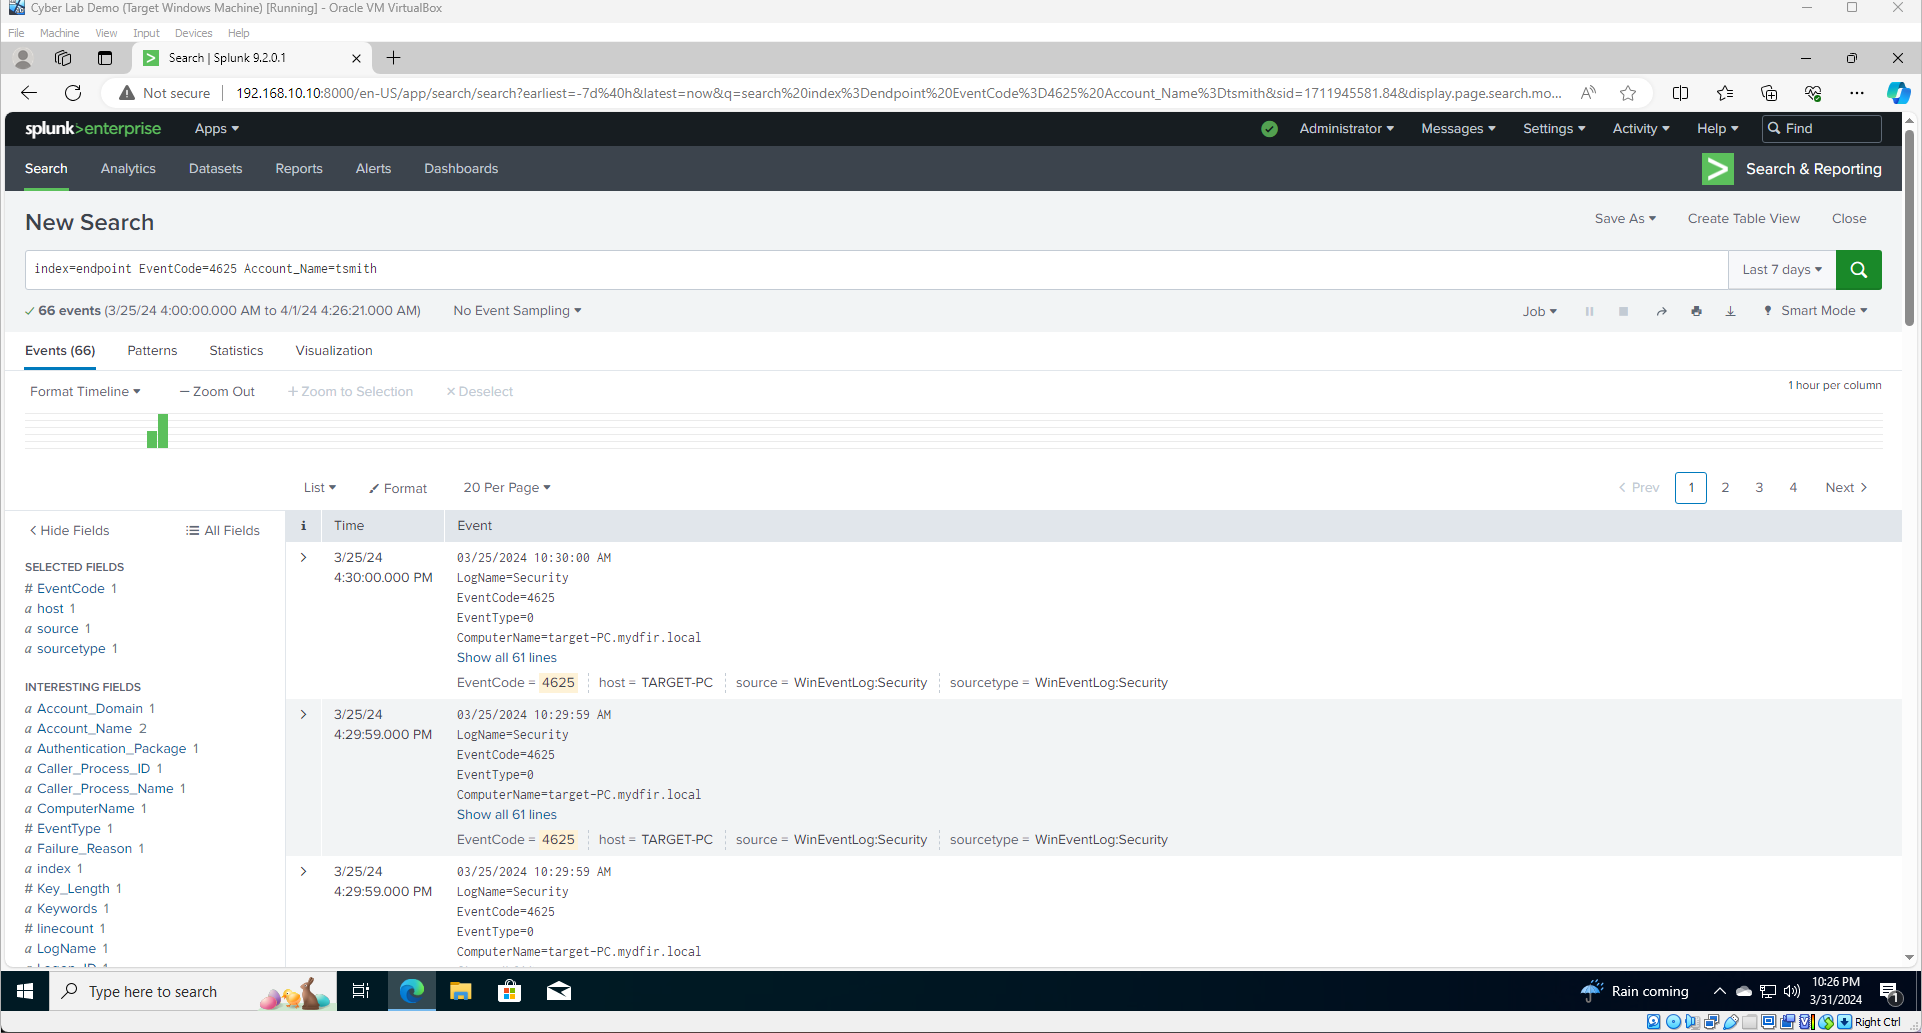 Cyber Lab Demo (Target Windows Machine) [Running] - Oracle VM VirtualBox
File Machine View Input Devices Help
Search | Splunk 9.2.0.1
Not secure 192.168.10.10:8000/en-US/app/search/search?earliest=-7d%40h&latest=now&q=search%20index%3Dendpoint%20EventCode%3D4625%20Account_Name%3Dtsmith&sid=1711945581.84&display.page.search.mo...
splunk>enterprise Apps Administrator Messages Settings Activity Help Find
Search Analytics Datasets Reports Alerts Dashboards Search & Reporting
New Search Save As Create Table View Close
index=endpoint EventCode=4625 Account_Name=tsmith Last 7 days
✓ 66 events (3/25/24 4:00:00.000 AM to 4/1/24 4:26:21.000 AM) No Event Sampling Job Smart Mode
Events (66) Patterns Statistics Visualization
Format Timeline — Zoom Out + Zoom to Selection × Deselect 1 hour per column
List Format 20 Per Page < Prev 1 2 3 4 Next >
< Hide Fields All Fields
SELECTED FIELDS
# EventCode 1
a host 1
a source 1
a sourcetype 1
INTERESTING FIELDS
a Account_Domain 1
a Account_Name 2
a Authentication_Package 1
a Caller_Process_ID 1
a Caller_Process_Name 1
a ComputerName 1
# EventType 1
a Failure_Reason 1
a index 1
# Key_Length 1
a Keywords 1
# linecount 1
a LogName 1
i Time Event
> 3/25/24
4:30:00.000 PM
03/25/2024 10:30:00 AM
LogName=Security
EventCode=4625
EventType=0
ComputerName=target-PC.mydfir.local
Show all 61 lines
EventCode = 4625 host = TARGET-PC source = WinEventLog:Security sourcetype = WinEventLog:Security
> 3/25/24
4:29:59.000 PM
03/25/2024 10:29:59 AM
LogName=Security
EventCode=4625
EventType=0
ComputerName=target-PC.mydfir.local
Show all 61 lines
EventCode = 4625 host = TARGET-PC source = WinEventLog:Security sourcetype = WinEventLog:Security
> 3/25/24
4:29:59.000 PM
03/25/2024 10:29:59 AM
LogName=Security
EventCode=4625
EventType=0
ComputerName=target-PC.mydfir.local
Type here to search Rain coming 10:26 PM
3/31/2024
1
Right Ctrl